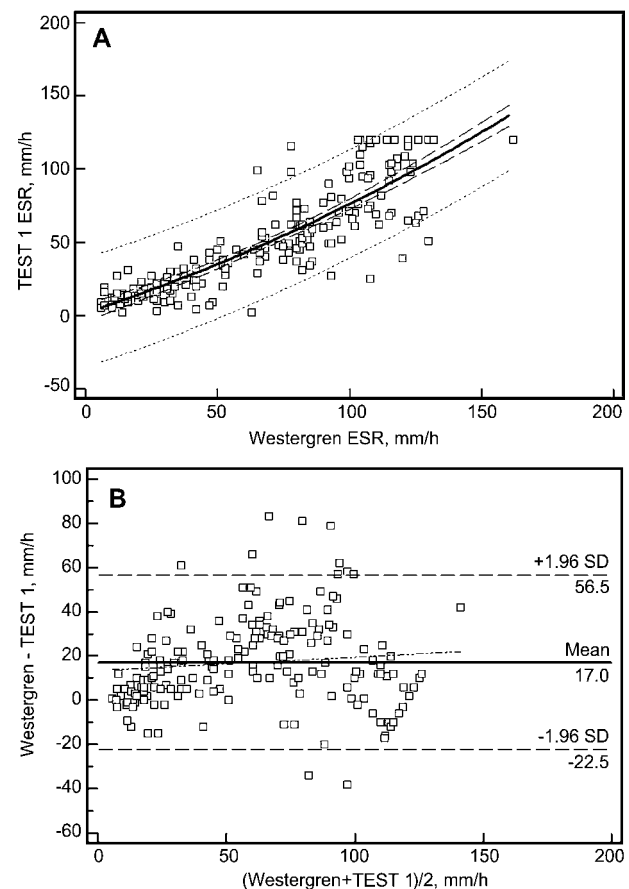 A
200
150
100
50
0
-50
TEST 1 ESR, mm/h
0 50 100 150 200
Westergren ESR, mm/h
B
100
80
60
40
20
0
-20
-40
-60
Westergren - TEST 1, mm/h
+1.96 SD
56.5
Mean
17.0
-1.96 SD
-22.5
0 50 100 150 200
(Westergren+TEST 1)/2, mm/h